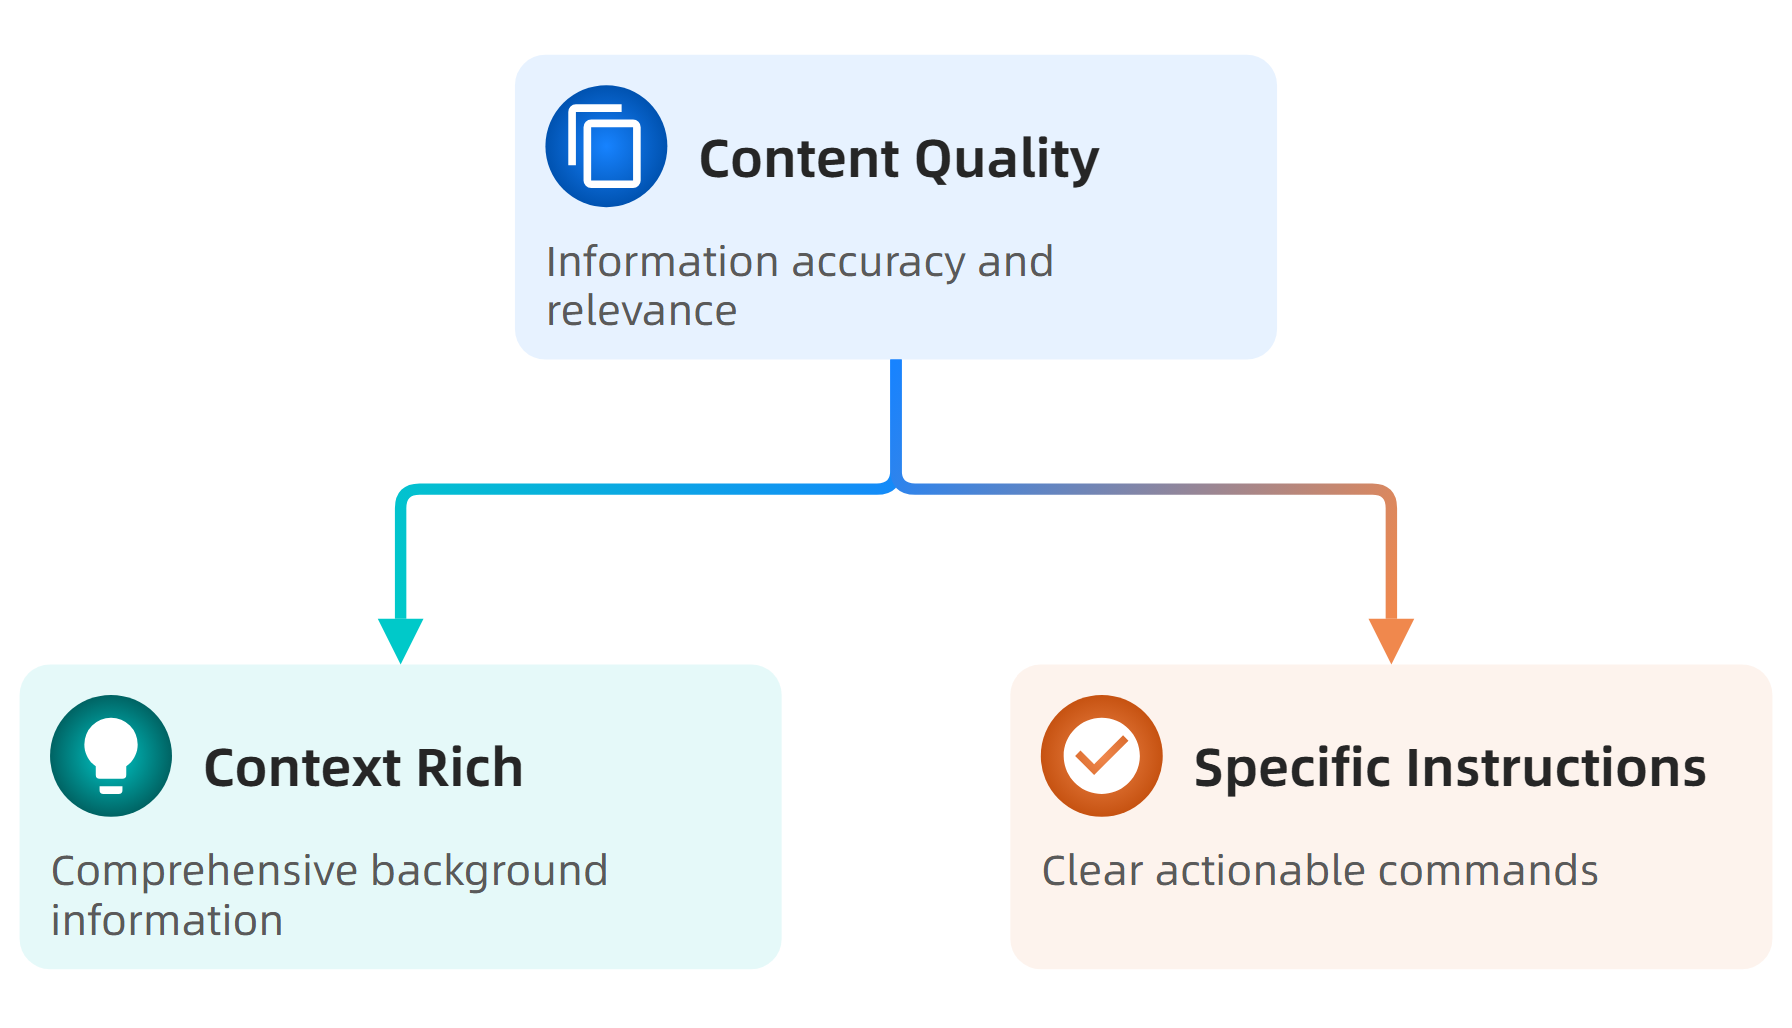 Content Quality
Information accuracy and
relevance
Context Rich
Comprehensive background
information
Specific Instructions
Clear actionable commands